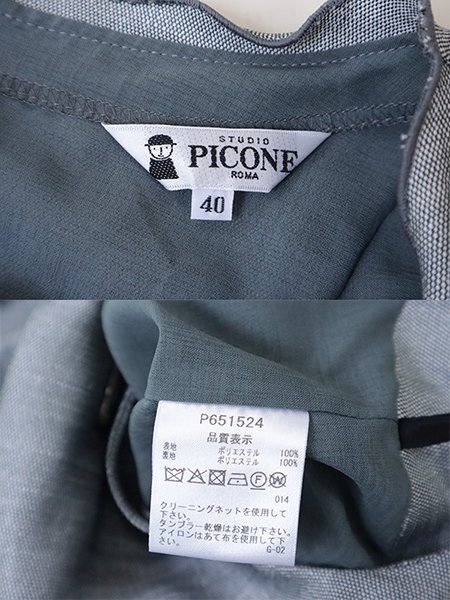 STUDIO
PICONE
ROMA
40
P651524
品質表示
表地 ポリエステル 100%
裏地 ポリエステル 100%
014
クリーニングネットを使用して
下さい。
タンブラー乾燥はお避け下さい。
アイロンはあて布を使用して下
さい。 G-02